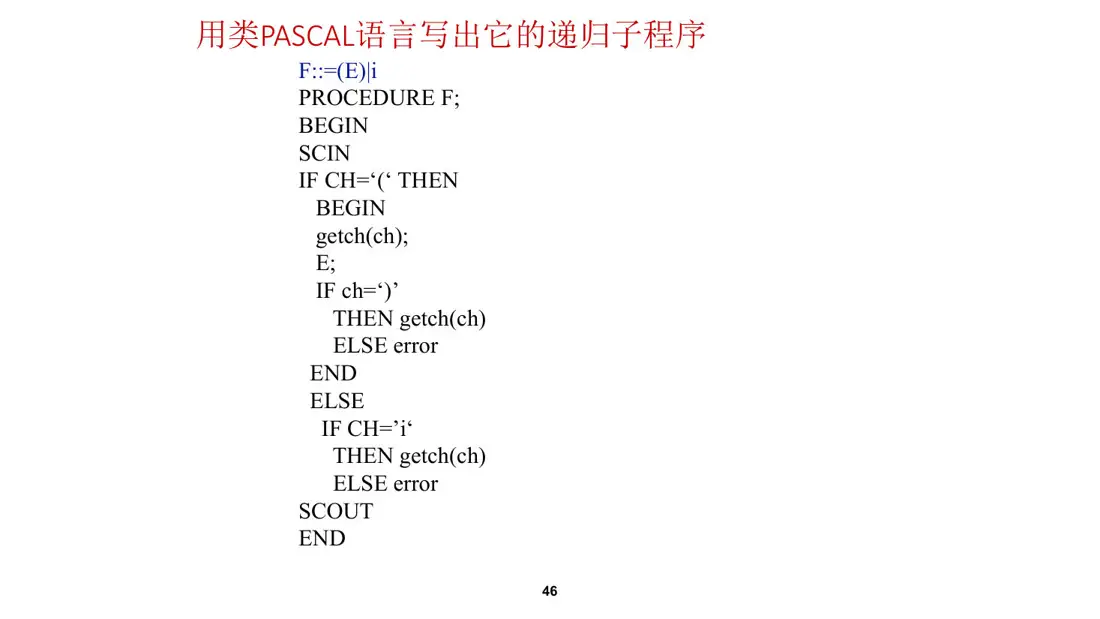 用类PASCAL语言写出它的递归子程序
F::=(E)|i
PROCEDURE F;
BEGIN
SCIN
IF CH=‘(‘ THEN
BEGIN
getch(ch);
E;
IF ch=‘)’
THEN getch(ch)
ELSE error
END
ELSE
IF CH=’i‘
THEN getch(ch)
ELSE error
SCOUT
END
46